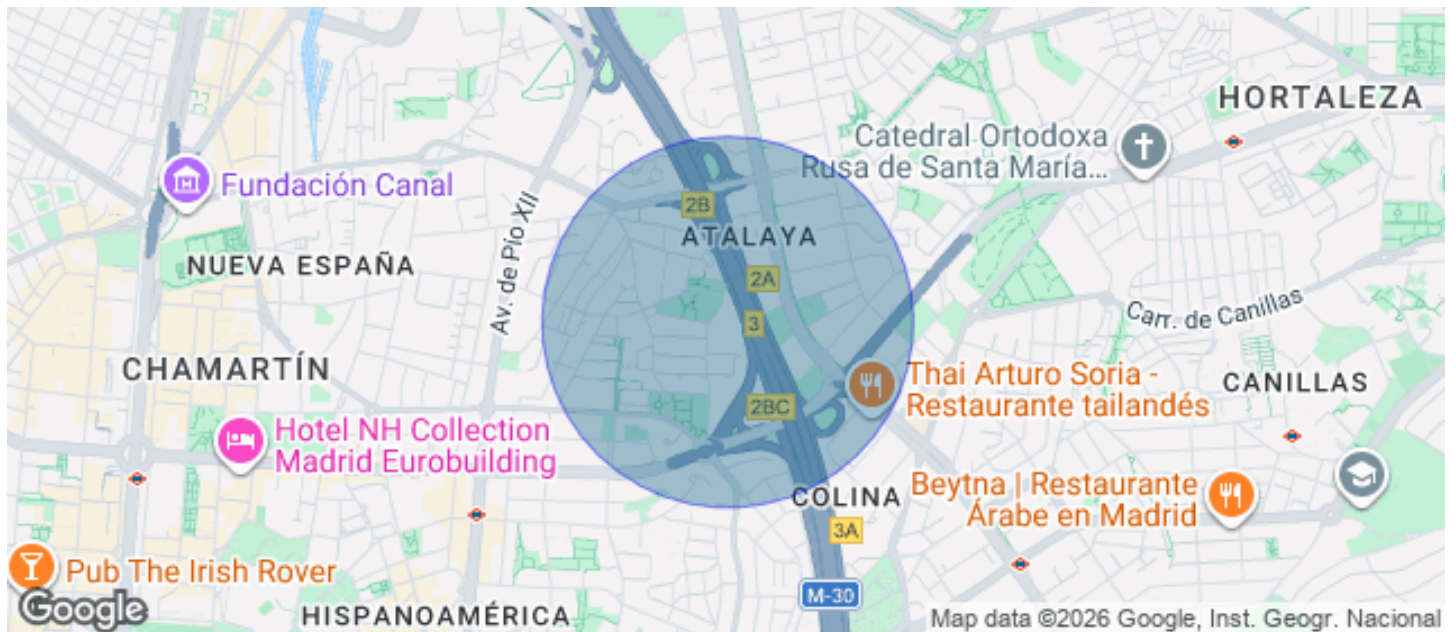 HORTALEZA
Catedral Ortodoxa
Rusa de Santa María...
Fundación Canal
2B
ATALAYA
Av. de Pío XII
NUEVA ESPAÑA
2A
Carr. de Canillas
3
CHAMARTÍN
Thai Arturo Soria -
Restaurante tailandés
CANILLAS
2BC
Hotel NH Collection
Madrid Eurobuilding
COLINA
Beytna | Restaurante
Árabe en Madrid
3A
Pub The Irish Rover
M-30
Google
HISPANOAMÉRICA
Map data ©2026 Google, Inst. Geogr. Nacional